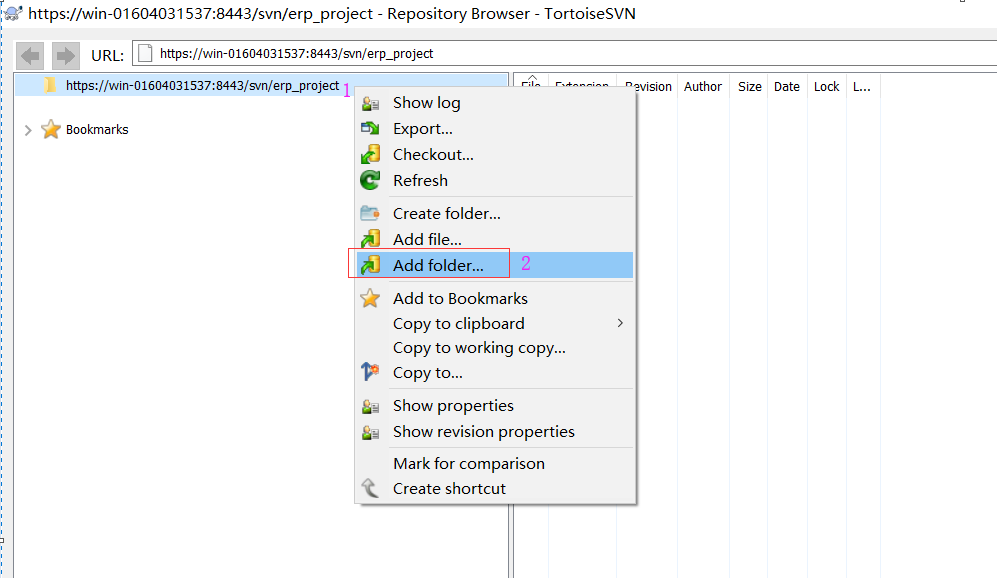 https://win-01604031537:8443/svn/erp_project - Repository Browser - TortoiseSVN
URL: https://win-01604031537:8443/svn/erp_project
https://win-01604031537:8443/svn/erp_project 1
File Extension Revision Author Size Date Lock L...
Bookmarks
Show log
Export...
Checkout...
Refresh
Create folder...
Add file...
Add folder... 2
Add to Bookmarks
Copy to clipboard
Copy to working copy...
Copy to...
Show properties
Show revision properties
Mark for comparison
Create shortcut